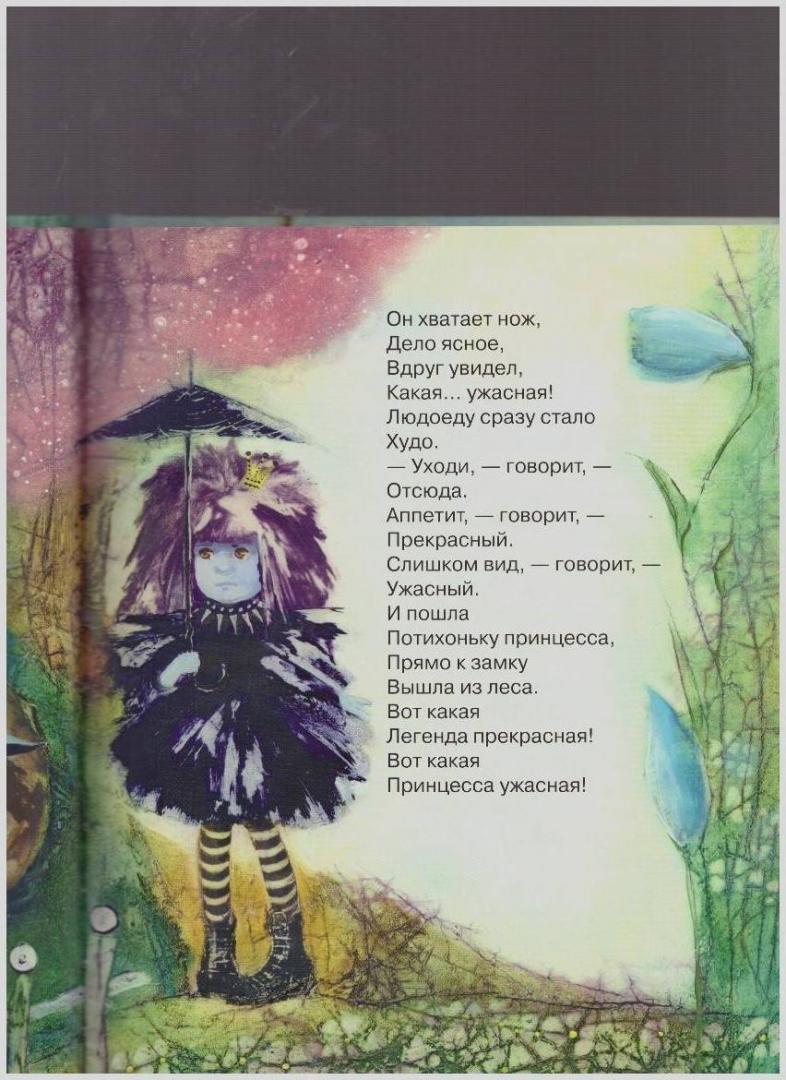 Он хватает нож,
Дело ясное,
Вдруг увидел,
Какая... ужасная!
Людоеду сразу стало
Худо.
— Уходи, — говорит, —
Отсюда.
Аппетит, — говорит, —
Прекрасный.
Слишком вид, — говорит, —
Ужасный.
И пошла
Потихоньку принцесса,
Прямо к замку
Вышла из леса.
Вот какая
Легенда прекрасная!
Вот какая
Принцесса ужасная!